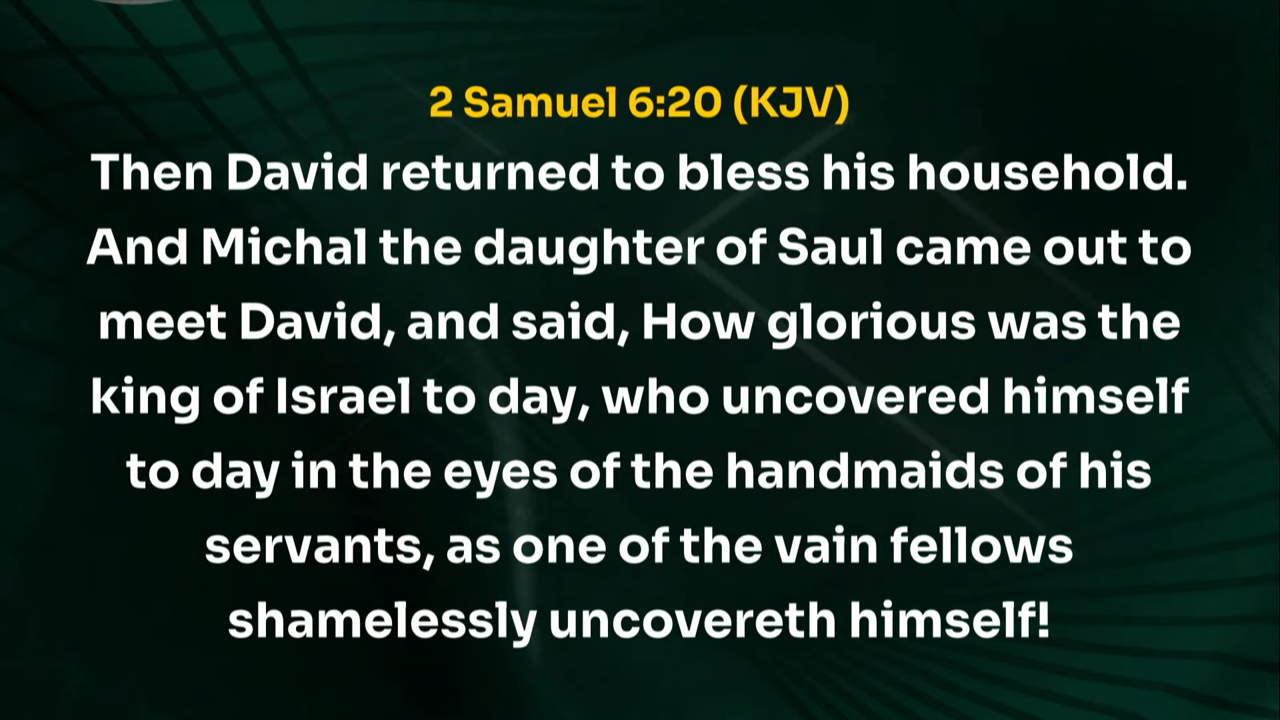 2 Samuel 6:20 (KJV)
Then David returned to bless his household.
And Michal the daughter of Saul came out to
meet David, and said, How glorious was the
king of Israel to day, who uncovered himself
to day in the eyes of the handmaids of his
servants, as one of the vain fellows
shamelessly uncovereth himself!